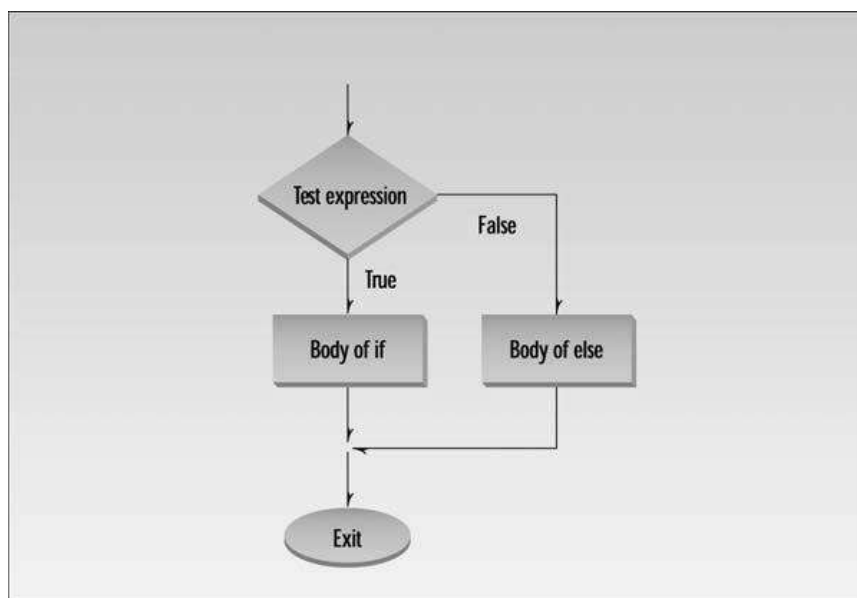 Test expression
False
True
Body of if
Body of else
Exit